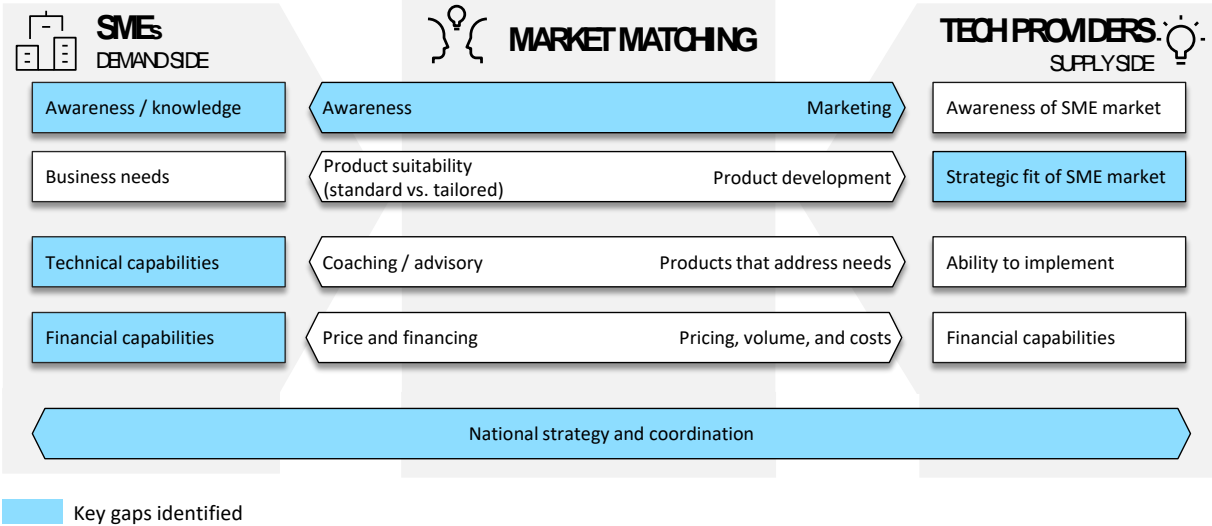 SMEs
DEMAND SIDE
MARKET MATCHING
TECH PROVIDERS
SUPPLY SIDE
Awareness / knowledge
Awareness
Marketing
Awareness of SME market
Business needs
Product suitability
(standard vs. tailored)
Product development
Strategic fit of SME market
Technical capabilities
Coaching / advisory
Products that address needs
Ability to implement
Financial capabilities
Price and financing
Pricing, volume, and costs
Financial capabilities
National strategy and coordination
Key gaps identified